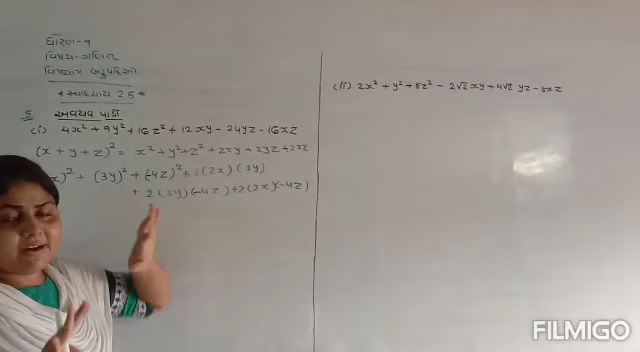 ધોરણ - ૧
વિષય - ગણિત
વિષયાંગ બહુપદીઓ
* સ્વાધ્યાય 2.5 *
5 અવયવ પાડો
(i) 4x² + 9y² + 16z² + 12xy - 24yz - 16xz
(x + y + z)² = x² + y² + z² + 2xy + 2yz + 2xz
x)² + (3y)² + (-4z)² + 2(2x)(3y)
+ 2(3y)(-4z) + 2(2x)(-4z)
(ii) 2x² + y² + 8z² - 2√2 xy + 4√2 yz - 8xz
FILMIGO